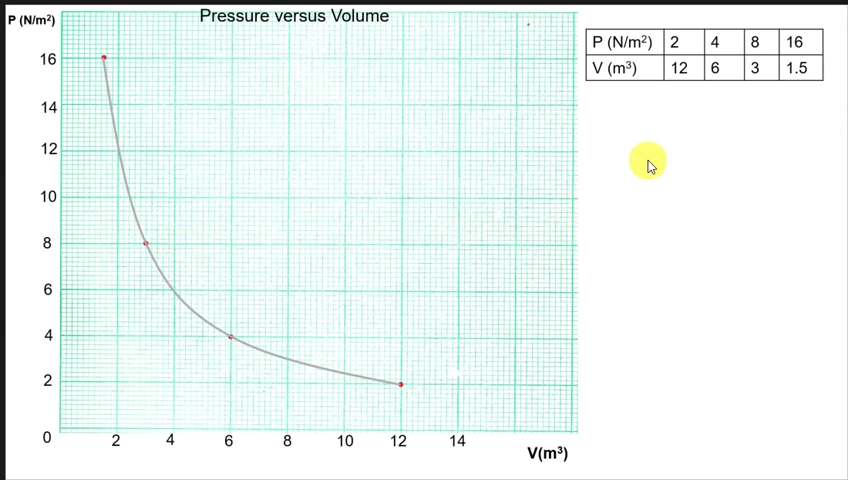 Pressure versus Volume
P (N/m²)
16
14
12
10
8
6
4
2
0
2 4 6 8 10 12 14
V(m³)
P (N/m²) 2 4 8 16
V (m³) 12 6 3 1.5